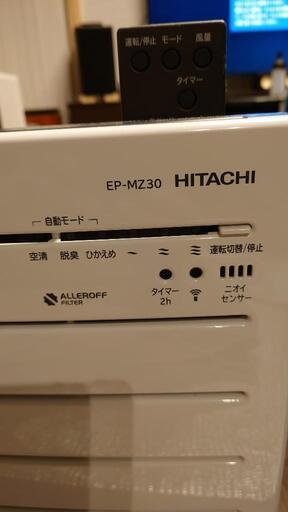 運転/停止 モード 風量
タイマー
EP-MZ30 HITACHI
自動モード
空清 脱臭 ひかえめ 運転切替/停止
ALLEROFF
FILTER
タイマー
2h
ニオイ
センサー